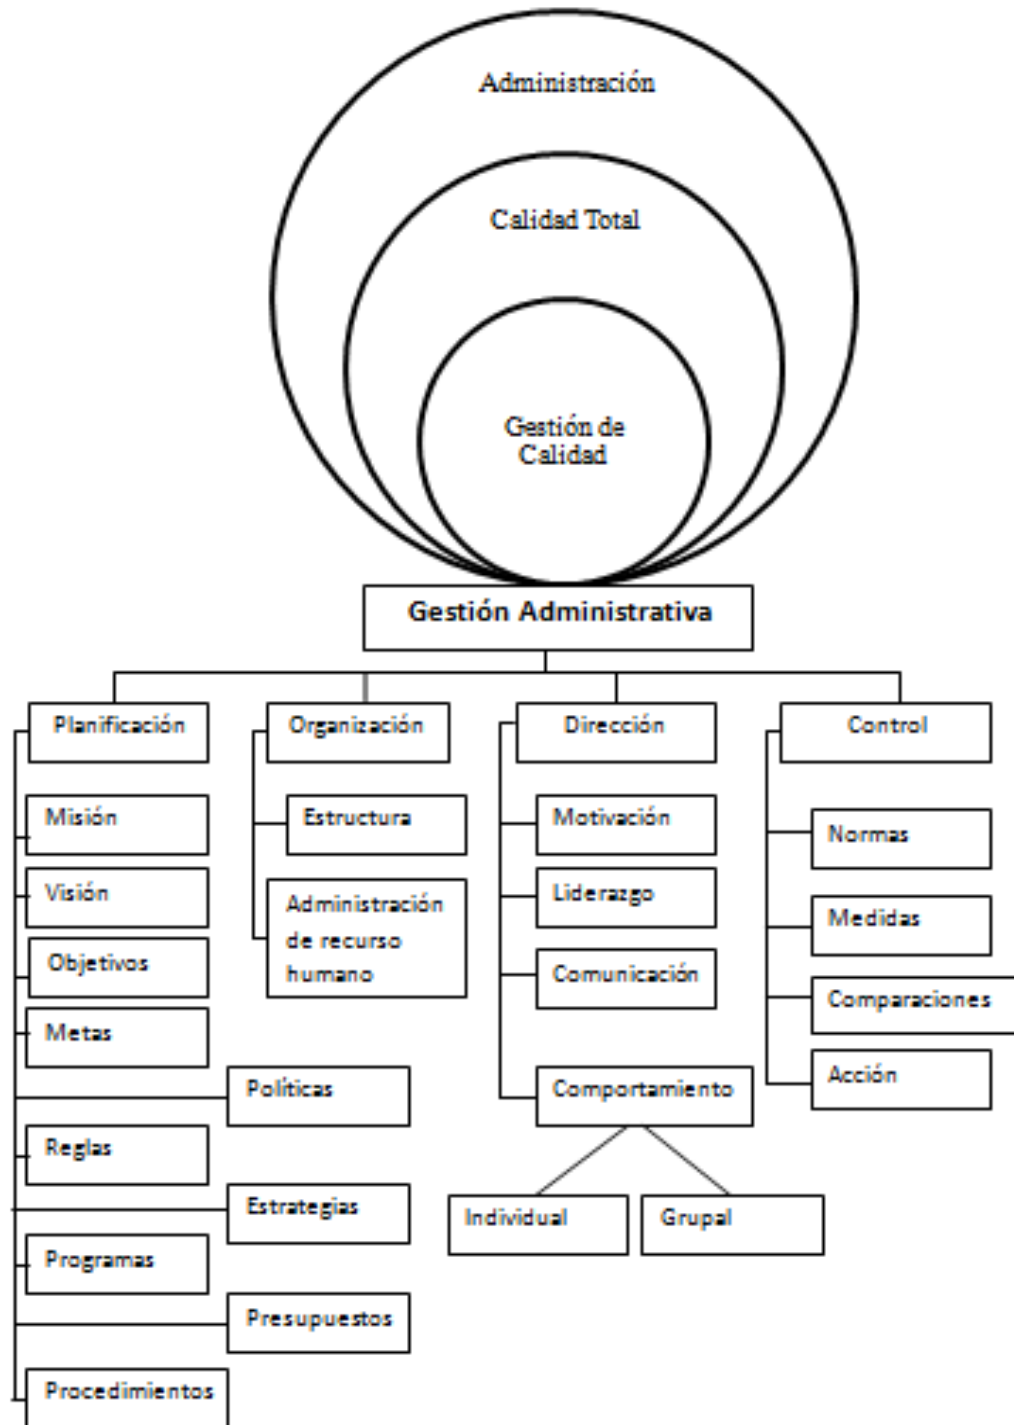 Administración
Calidad Total
Gestión de
Calidad
Gestión Administrativa
Planificación
Organización
Dirección
Control
Misión
Visión
Objetivos
Metas
Políticas
Reglas
Estrategias
Programas
Presupuestos
Procedimientos
Estructura
Administración
de recurso
humano
Motivación
Liderazgo
Comunicación
Comportamiento
Individual
Grupal
Normas
Medidas
Comparaciones
Acción